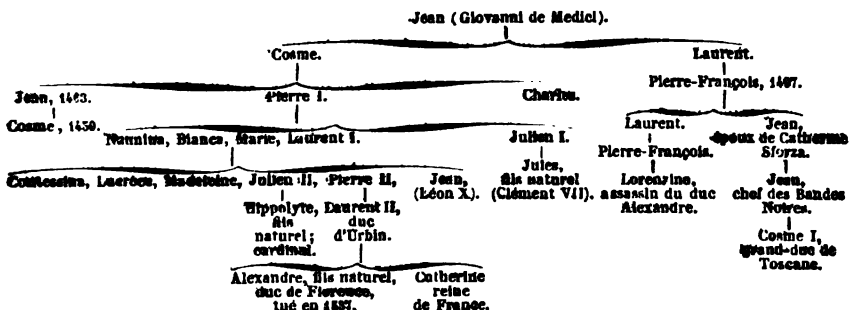 Jean (Giovanni de Medici).
Cosme. Laurent.
Pierre-François, 1467.
Jean, 1463. Pierre I. Charles.
Cosme, 1459.
Nannina, Bianca, Marie, Laurent I. Julien I.
Laurent. Jean,
époux de Catherine
Sforza.
Pierre-François.
Jules,
fils naturel
(Clément VII).
Contessina, Lucrèce, Madeleine, Julien II, Pierre II, Jean,
(Léon X).
Lorenzino,
assassin du duc
Alexandre.
Jean,
chef des Bandes
Noires.
Hippolyte,
fils
naturel;
cardinal.
Laurent II,
duc
d'Urbin.
Cosme I,
grand-duc de
Toscane.
Alexandre, fils naturel,
duc de Florence,
tué en 1537.
Catherine
reine
de France.